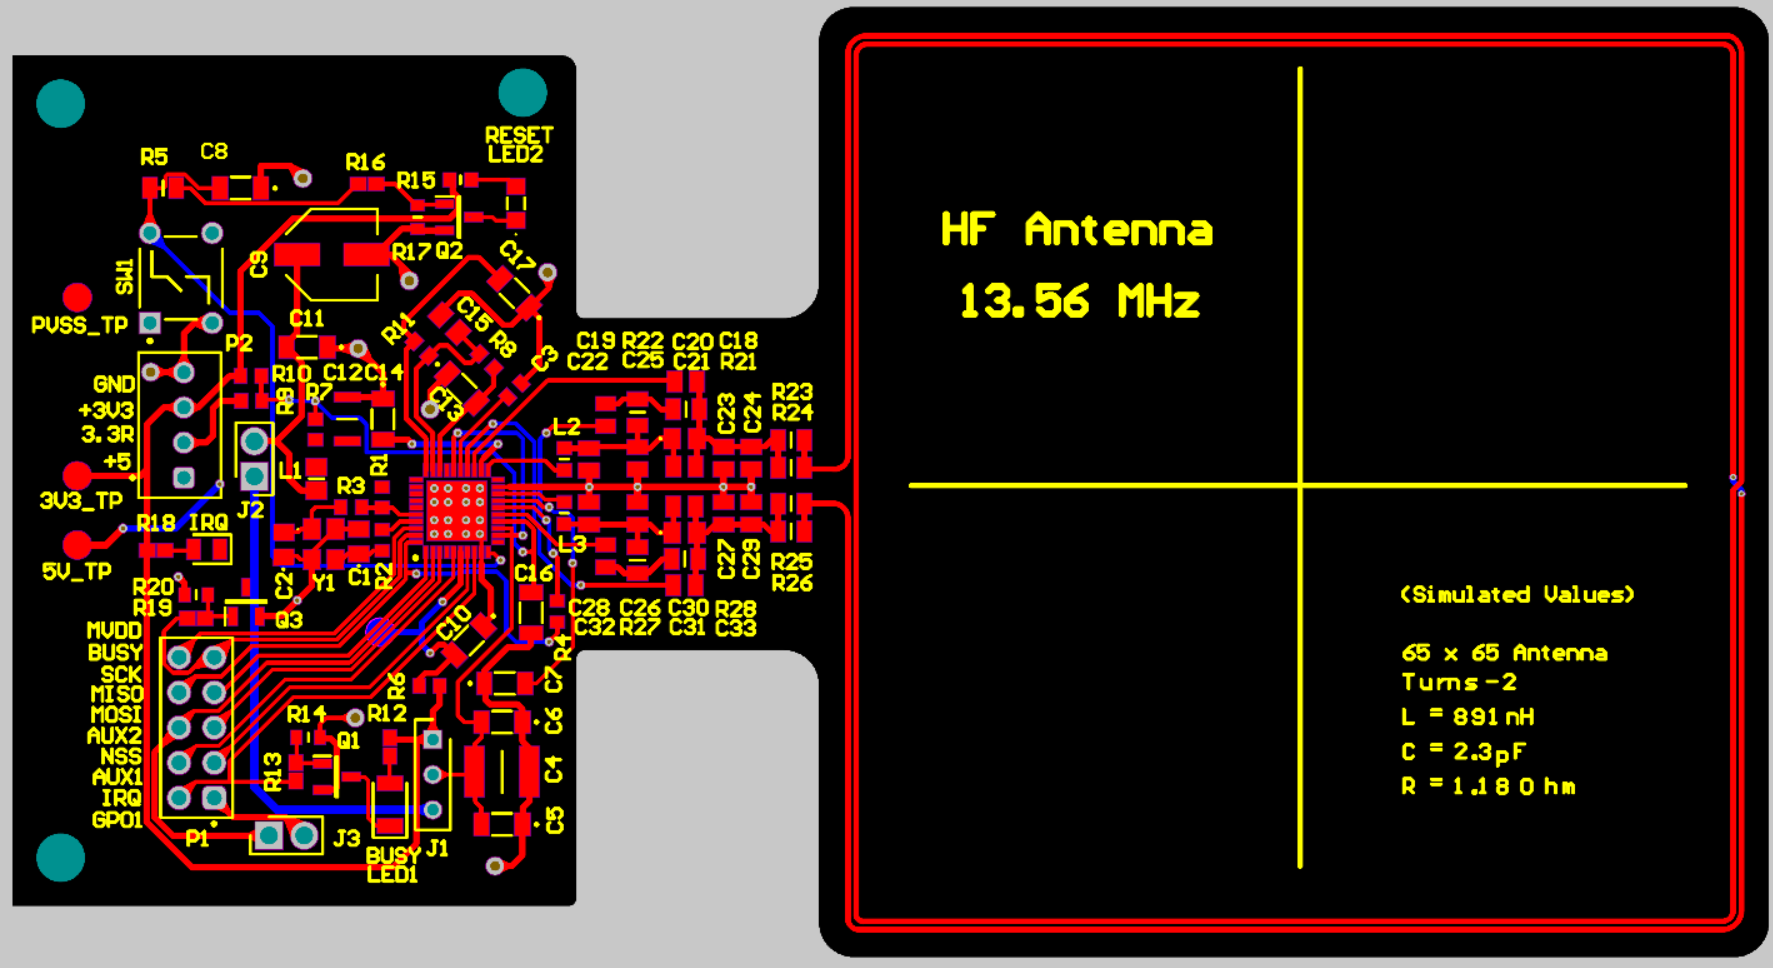 RESET
LED2
R5
C8
R16
R15
R17
Q2
C9
SW1
C17
PVSS_TP
C11
P2
R11
C15
R8
C3
C19 R22 C20 C18
C22 C25 C21 R21
GND
+3V3
3.3R
+5
R10
R9
R7
C12
C14
C13
R23
R24
C23
C24
L2
L1
R1
R3
3V3_TP
J2
R18
IRQ
5V_TP
C2
Y1
C1
R2
L3
C16
C27
C29
R25
R26
R20
R19
Q3
C10
R4
C28 C26 C30 R28
C32 R27 C31 C33
MVDD
BUSY
SCK
MISO
MOSI
AUX2
NSS
AUX1
IRQ
GPO1
P1
R6
C7
C6
R14
R12
Q1
R13
C4
C5
J3
J1
BUSY
LED1
HF Antenna
13.56 MHz
(Simulated Values)
65 x 65 Antenna
Turns-2
L = 891nH
C = 2.3pF
R = 1.18 Ohm